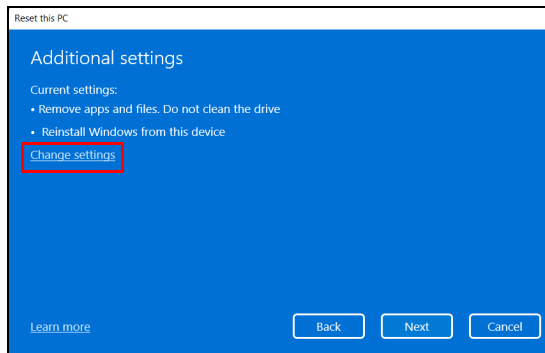 Reset this PC
Additional settings
Current settings:
• Remove apps and files. Do not clean the drive
• Reinstall Windows from this device
Change settings
Learn more
Back
Next
Cancel